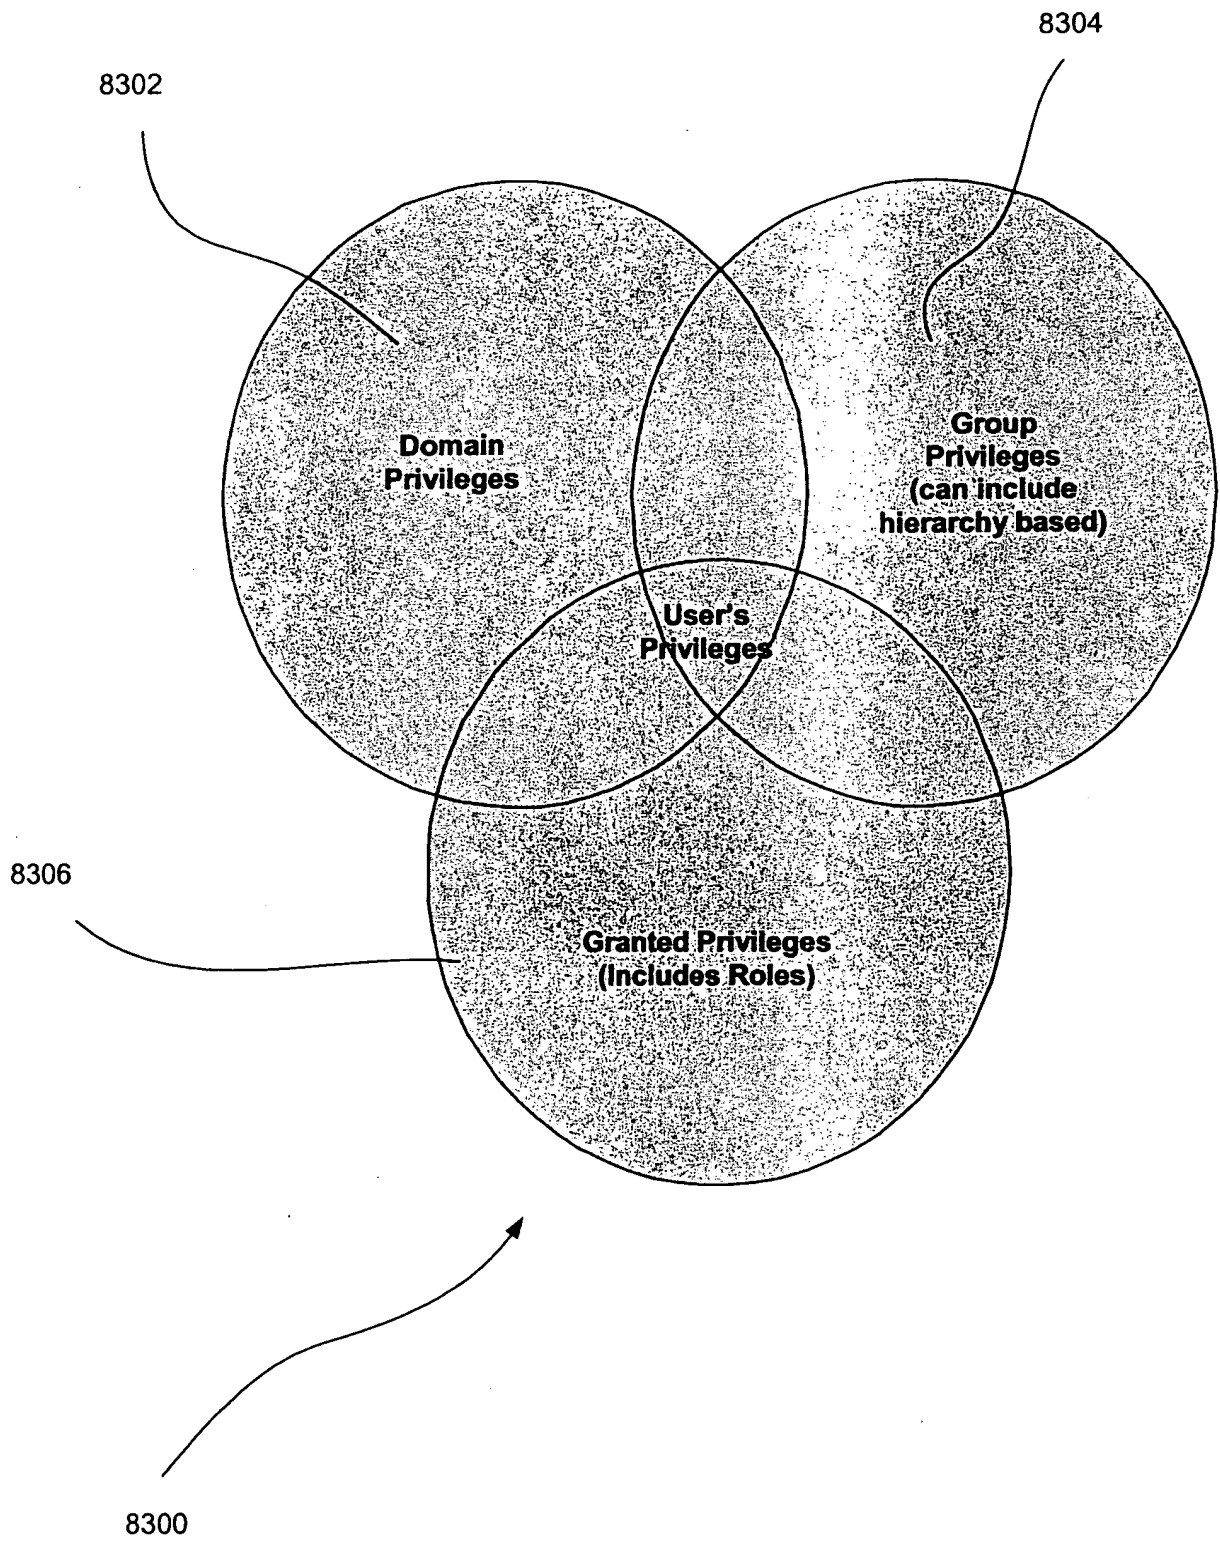 8304
8302
Domain
Privileges
Group
Privileges
(can include
hierarchy based)
User's
Privileges
8306
Granted Privileges
(Includes Roles)
8300